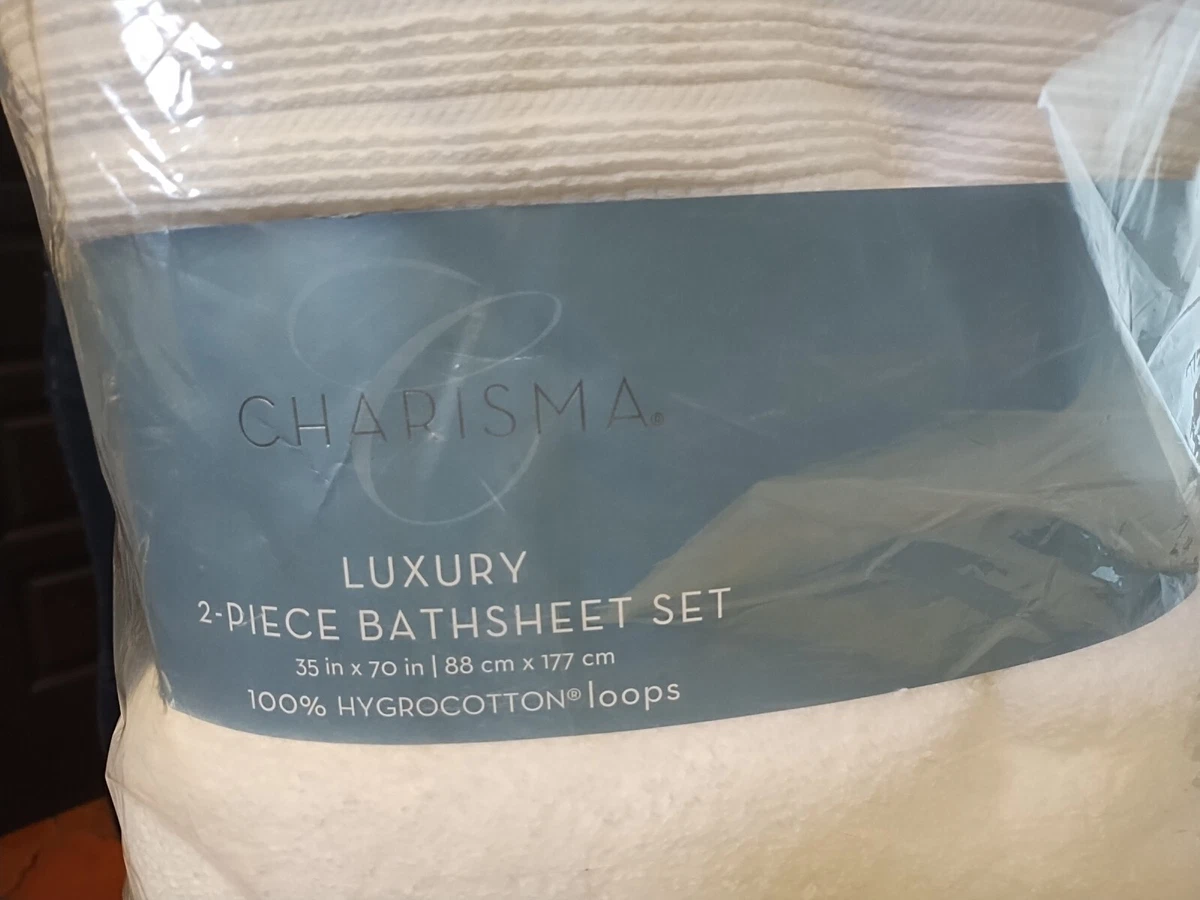 CHARISMA®
LUXURY
2-PIECE BATHSHEET SET
35 in x 70 in | 88 cm x 177 cm
100% HYGROCOTTON® loops